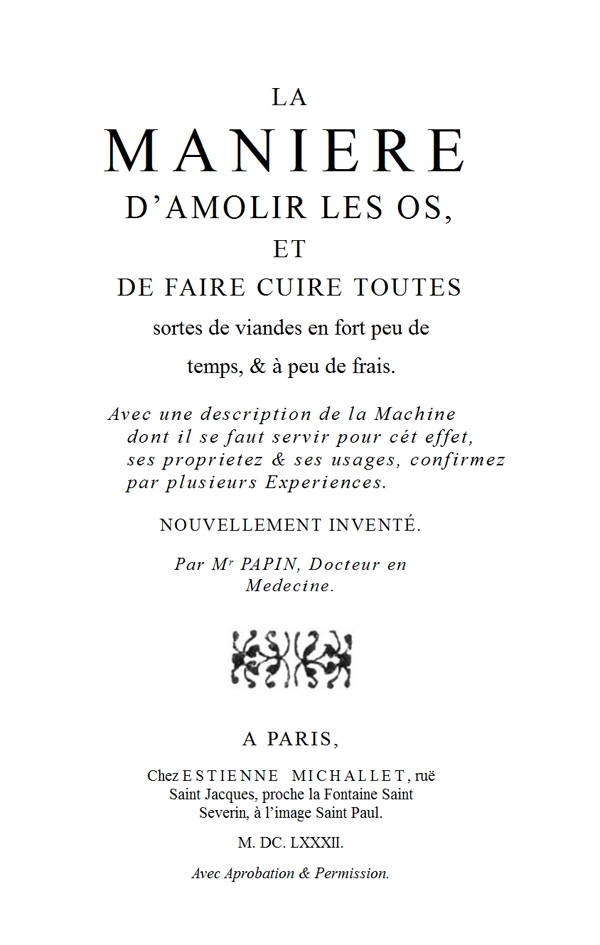 LA
MANIERE
D’AMOLIR LES OS,
ET
DE FAIRE CUIRE TOUTES
sortes de viandes en fort peu de
temps, & à peu de frais.
Avec une description de la Machine
dont il se faut servir pour cét effet,
ses proprietez & ses usages, confirmez
par plusieurs Experiences.
NOUVELLEMENT INVENTÉ.
Par Mʳ PAPIN, Docteur en
Medecine.
A PARIS,
Chez ESTIENNE MICHALLET, ruë
Saint Jacques, proche la Fontaine Saint
Severin, à l’image Saint Paul.
M. DC. LXXXII.
Avec Aprobation & Permission.